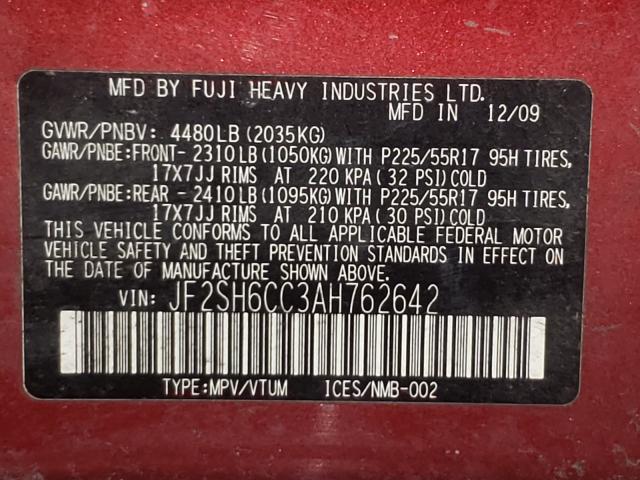 MFD BY FUJI HEAVY INDUSTRIES LTD.
MFD IN 12/09
GVWR/PNBV: 4480LB (2035KG)
GAWR/PNBE:FRONT- 2310LB(1050KG)WITH P225/55R17 95H TIRES,
17X7JJ RIMS AT 220 KPA (32 PSI)COLD
GAWR/PNBE:REAR - 2410LB(1095KG)WITH P225/55R17 95H TIRES,
17X7JJ RIMS AT 210 KPA (30 PSI)COLD
THIS VEHICLE CONFORMS TO ALL APPLICABLE FEDERAL MOTOR
VEHICLE SAFETY AND THEFT PREVENTION STANDARDS IN EFFECT ON
THE DATE OF MANUFACTURE SHOWN ABOVE.
VIN: JF2SH6CC3AH762642
TYPE:MPV/VTUM ICES/NMB-002